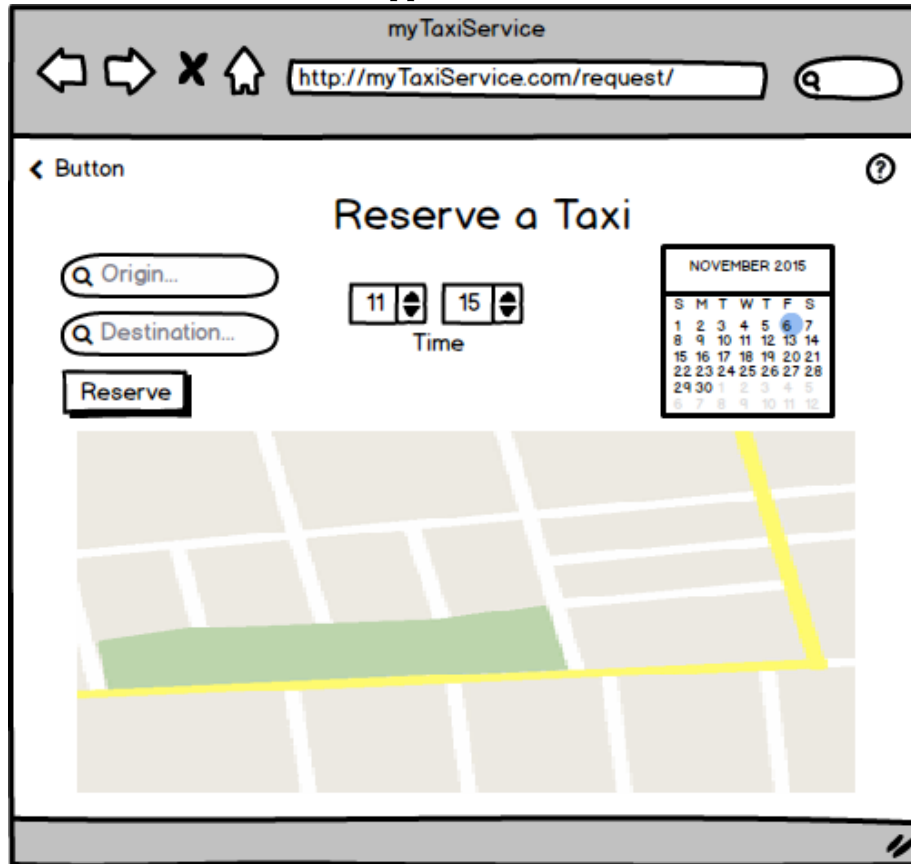 myTaxiService
http://myTaxiService.com/request/
Button
?
Reserve a Taxi
Origin...
Destination...
Reserve
11 15
Time
NOVEMBER 2015
S M T W T F S
1 2 3 4 5 6 7
8 9 10 11 12 13 14
15 16 17 18 19 20 21
22 23 24 25 26 27 28
29 30 1 2 3 4 5
6 7 8 9 10 11 12